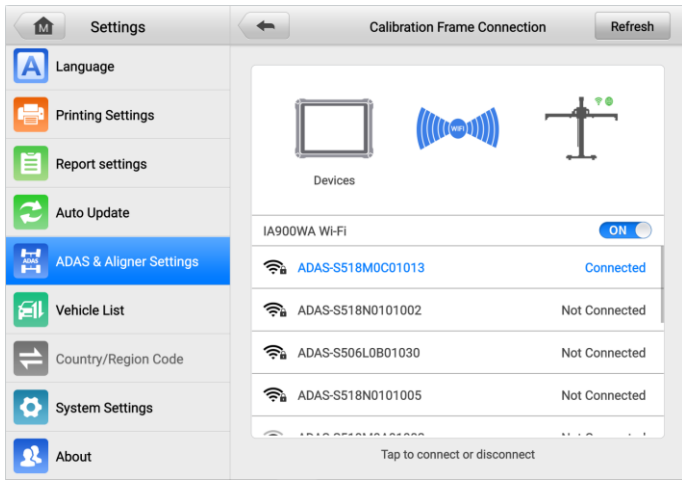 M
Settings
Calibration Frame Connection
Refresh
A
Language
Printing Settings
Report settings
Auto Update
ADAS
ADAS & Aligner Settings
Vehicle List
Country/Region Code
System Settings
About
WIFI
Devices
IA900WA Wi-Fi
ON
ADAS-S518M0C01013 Connected
ADAS-S518N0101002 Not Connected
ADAS-S506L0B01030 Not Connected
ADAS-S518N0101005 Not Connected
Tap to connect or disconnect